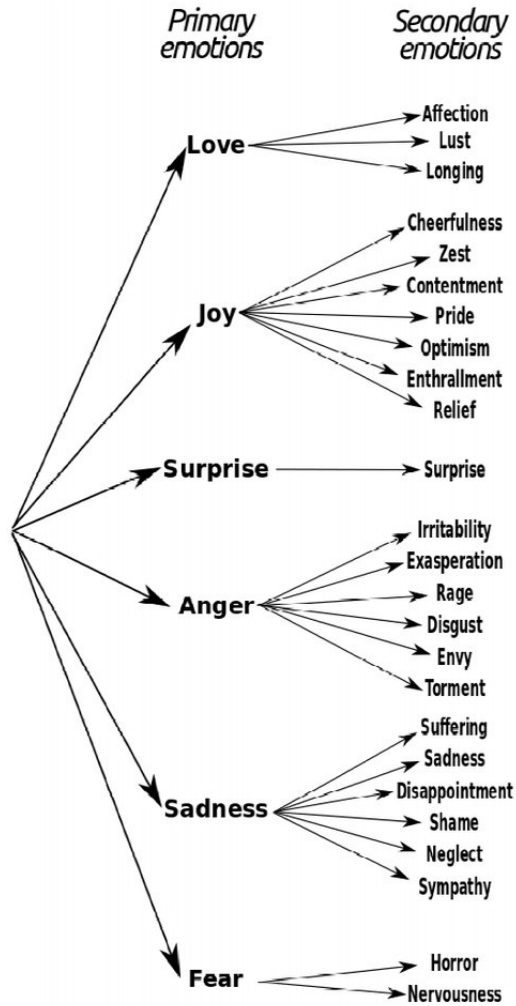 Primary emotions
Secondary emotions
Love
Affection
Lust
Longing
Joy
Cheerfulness
Zest
Contentment
Pride
Optimism
Enthrallment
Relief
Surprise
Surprise
Anger
Irritability
Exasperation
Rage
Disgust
Envy
Torment
Sadness
Suffering
Sadness
Disappointment
Shame
Neglect
Sympathy
Fear
Horror
Nervousness